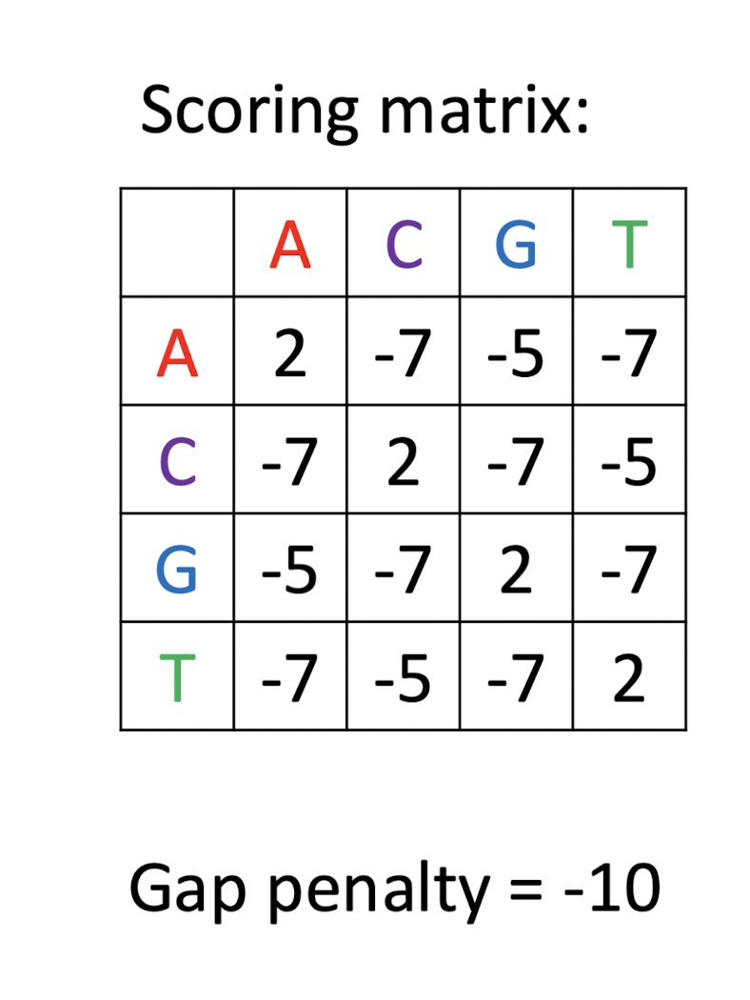 Scoring matrix:
A C G T
A 2 -7 -5 -7
C -7 2 -7 -5
G -5 -7 2 -7
T -7 -5 -7 2
Gap penalty = -10